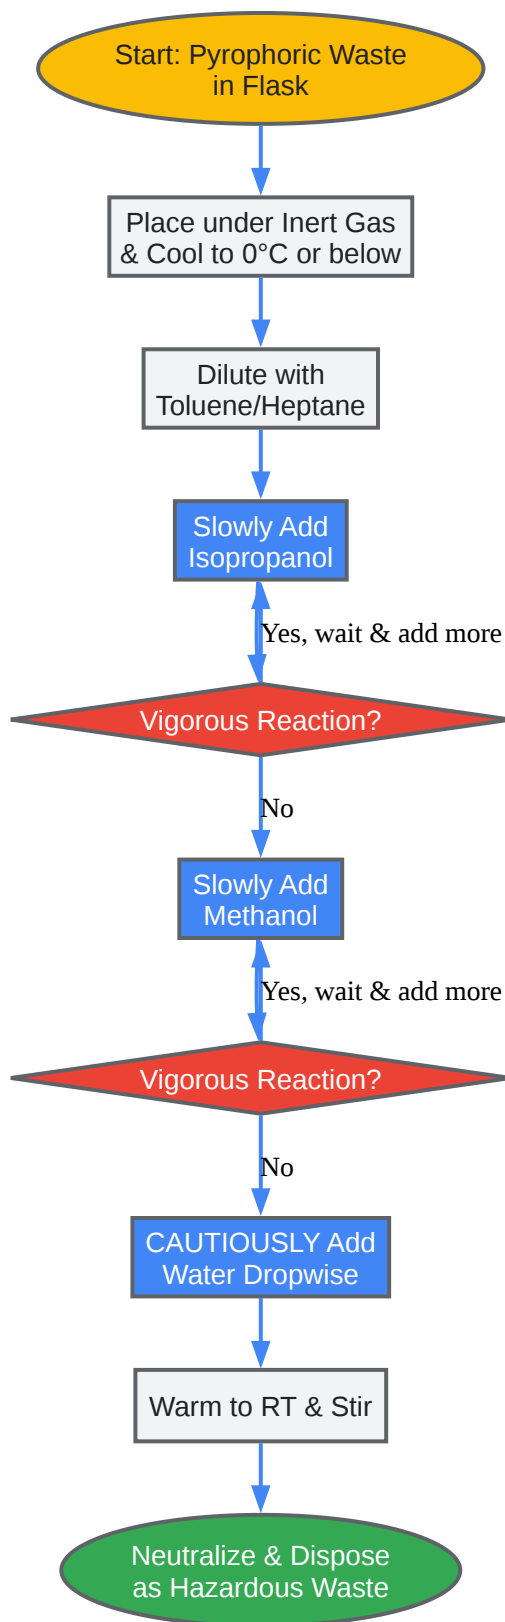 Start: Pyrophoric Waste
in Flask
Place under Inert Gas
& Cool to 0°C or below
Dilute with
Toluene/Heptane
Slowly Add
Isopropanol
Yes, wait & add more
Vigorous Reaction?
No
Slowly Add
Methanol
Yes, wait & add more
Vigorous Reaction?
No
CAUTIOUSLY Add
Water Dropwise
Warm to RT & Stir
Neutralize & Dispose
as Hazardous Waste